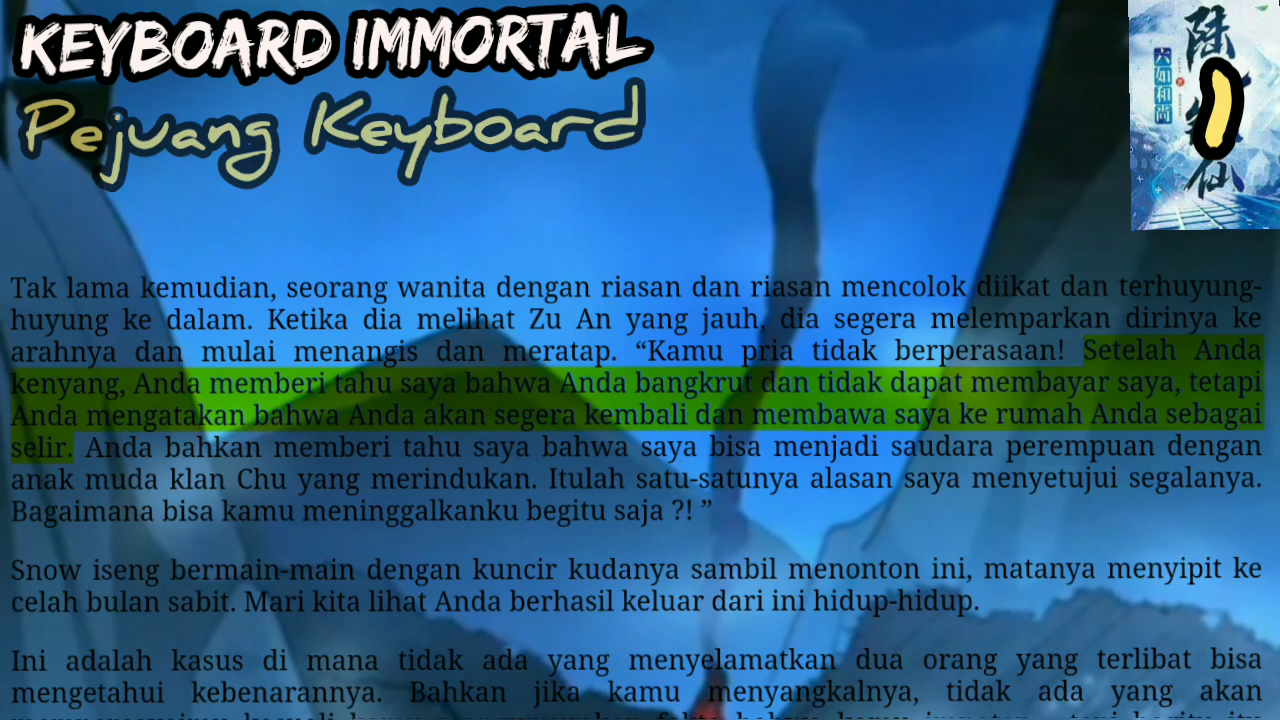 KEYBOARD IMMORTAL
Pejuang Keyboard
陆
仙
六如和尚
Tak lama kemudian, seorang wanita dengan riasan dan riasan mencolok diikat dan terhuyung-
huyung ke dalam. Ketika dia melihat Zu An yang jauh, dia segera melemparkan dirinya ke
arahnya dan mulai menangis dan meratap. “Kamu pria tidak berperasaan! Setelah Anda
kenyang, Anda memberi tahu saya bahwa Anda bangkrut dan tidak dapat membayar saya, tetapi
Anda mengatakan bahwa Anda akan segera kembali dan membawa saya ke rumah Anda sebagai
selir. Anda bahkan memberi tahu saya bahwa saya bisa menjadi saudara perempuan dengan
anak muda klan Chu yang merindukan. Itulah satu-satunya alasan saya menyetujui segalanya.
Bagaimana bisa kamu meninggalkanku begitu saja ?! ”
Snow iseng bermain-main dengan kuncir kudanya sambil menonton ini, matanya menyipit ke
celah bulan sabit. Mari kita lihat Anda berhasil keluar dari ini hidup-hidup.
Ini adalah kasus di mana tidak ada yang menyelamatkan dua orang yang terlibat bisa
mengetahui kebenarannya. Bahkan jika kamu menyangkalnya, tidak ada yang akan